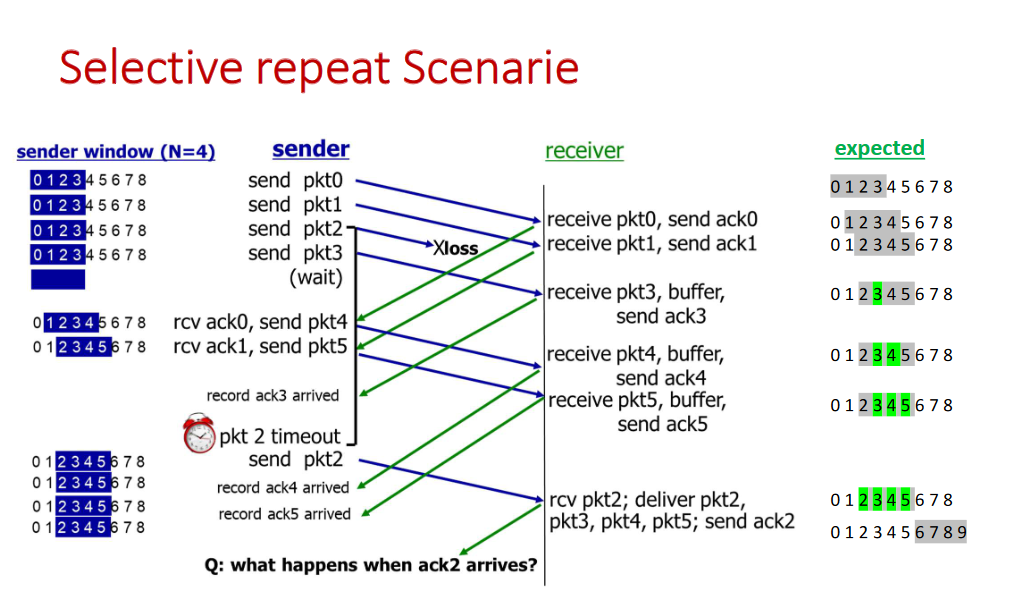 Selective repeat Scenarie
sender window (N=4)
sender
receiver
expected
0 1 2 3 4 5 6 7 8
send pkt0
0 1 2 3 4 5 6 7 8
0 1 2 3 4 5 6 7 8
send pkt1
receive pkt0, send ack0
0 1 2 3 4 5 6 7 8
0 1 2 3 4 5 6 7 8
send pkt2
Xloss
receive pkt1, send ack1
0 1 2 3 4 5 6 7 8
0 1 2 3 4 5 6 7 8
send pkt3
(wait)
receive pkt3, buffer,
send ack3
0 1 2 3 4 5 6 7 8
0 1 2 3 4 5 6 7 8
rcv ack0, send pkt4
0 1 2 3 4 5 6 7 8
rcv ack1, send pkt5
receive pkt4, buffer,
send ack4
0 1 2 3 4 5 6 7 8
record ack3 arrived
receive pkt5, buffer,
send ack5
0 1 2 3 4 5 6 7 8
pkt 2 timeout
0 1 2 3 4 5 6 7 8
send pkt2
0 1 2 3 4 5 6 7 8
record ack4 arrived
0 1 2 3 4 5 6 7 8
record ack5 arrived
0 1 2 3 4 5 6 7 8
rcv pkt2; deliver pkt2,
pkt3, pkt4, pkt5; send ack2
0 1 2 3 4 5 6 7 8
0 1 2 3 4 5 6 7 8 9
Q: what happens when ack2 arrives?